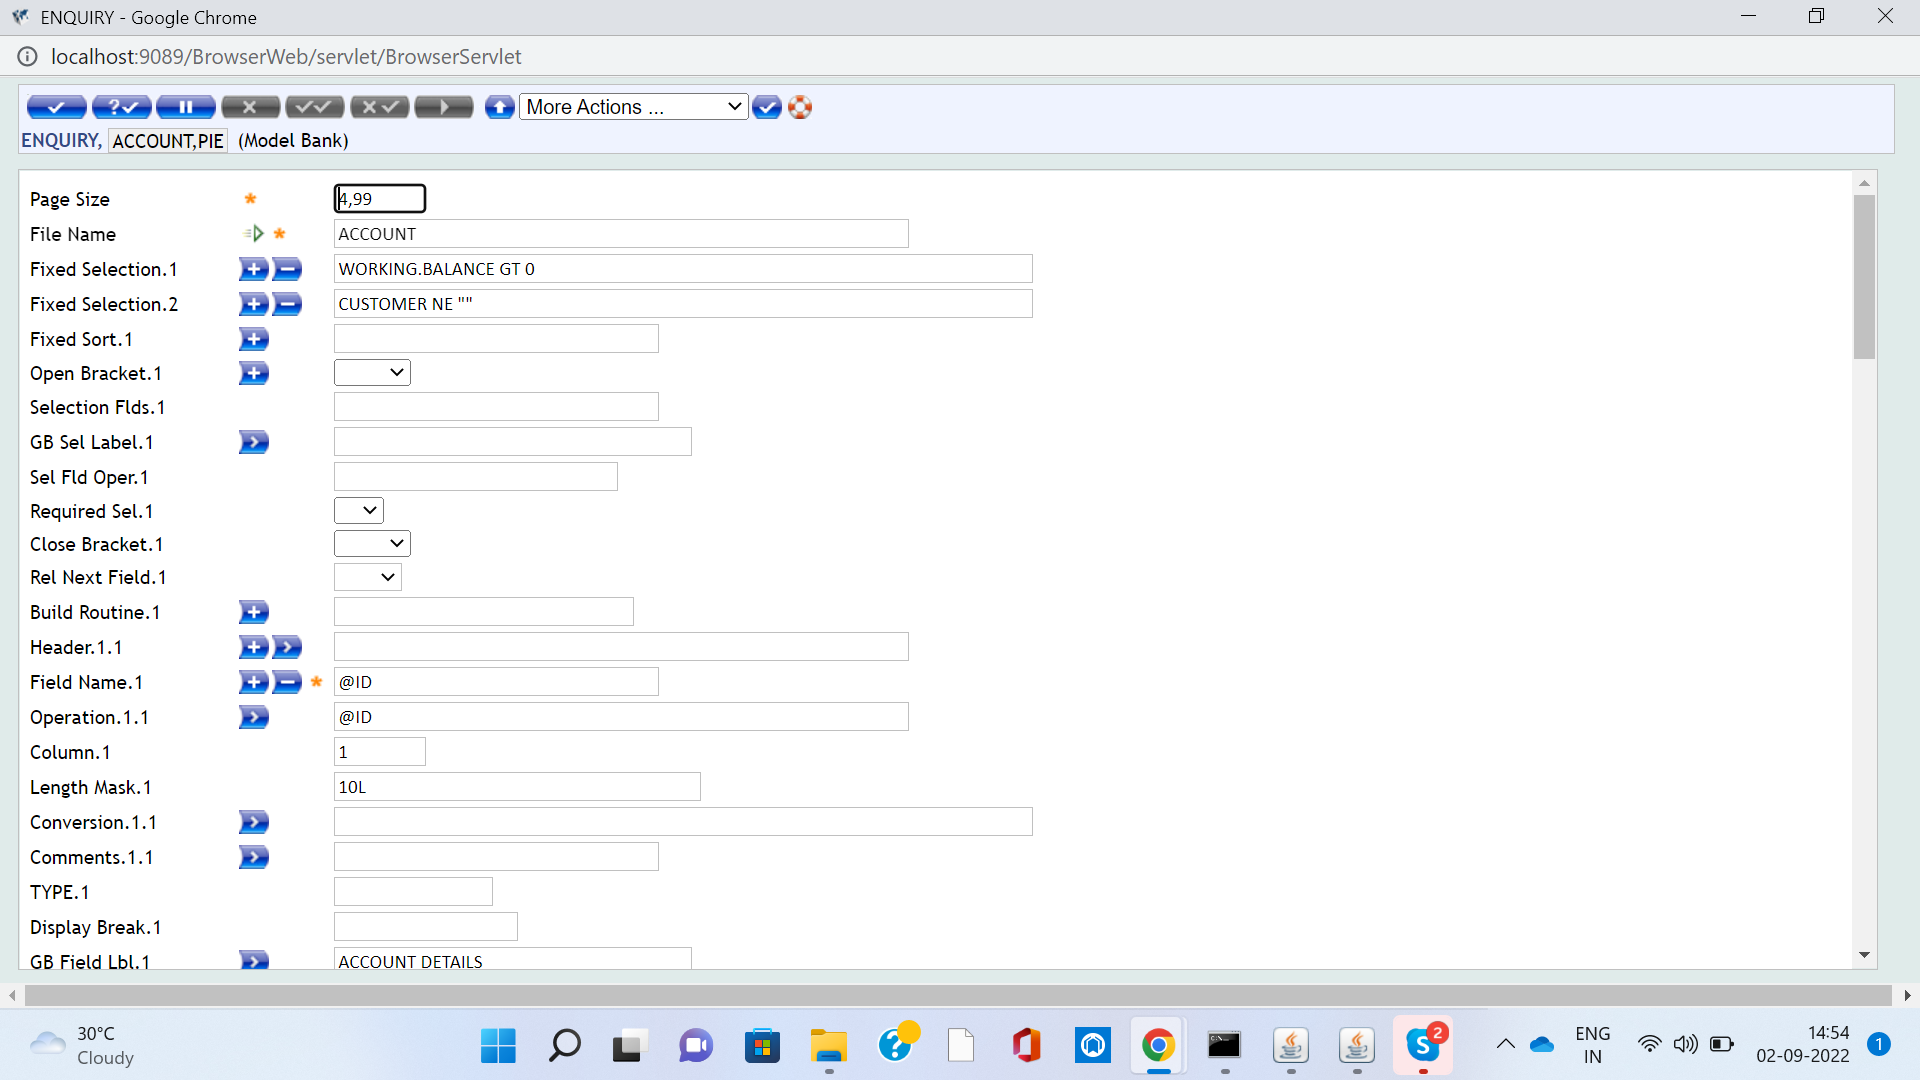 ENQUIRY - Google Chrome
localhost:9089/BrowserWeb/servlet/BrowserServlet
More Actions ...
ENQUIRY, ACCOUNT,PIE (Model Bank)
Page Size * 4,99
File Name * ACCOUNT
Fixed Selection.1 WORKING.BALANCE GT 0
Fixed Selection.2 CUSTOMER NE ""
Fixed Sort.1
Open Bracket.1
Selection Flds.1
GB Sel Label.1
Sel Fld Oper.1
Required Sel.1
Close Bracket.1
Rel Next Field.1
Build Routine.1
Header.1.1
Field Name.1 * @ID
Operation.1.1 @ID
Column.1 1
Length Mask.1 10L
Conversion.1.1
Comments.1.1
TYPE.1
Display Break.1
GB Field Lbl.1 ACCOUNT DETAILS
30°C
Cloudy
2
ENG
IN
14:54
02-09-2022
1